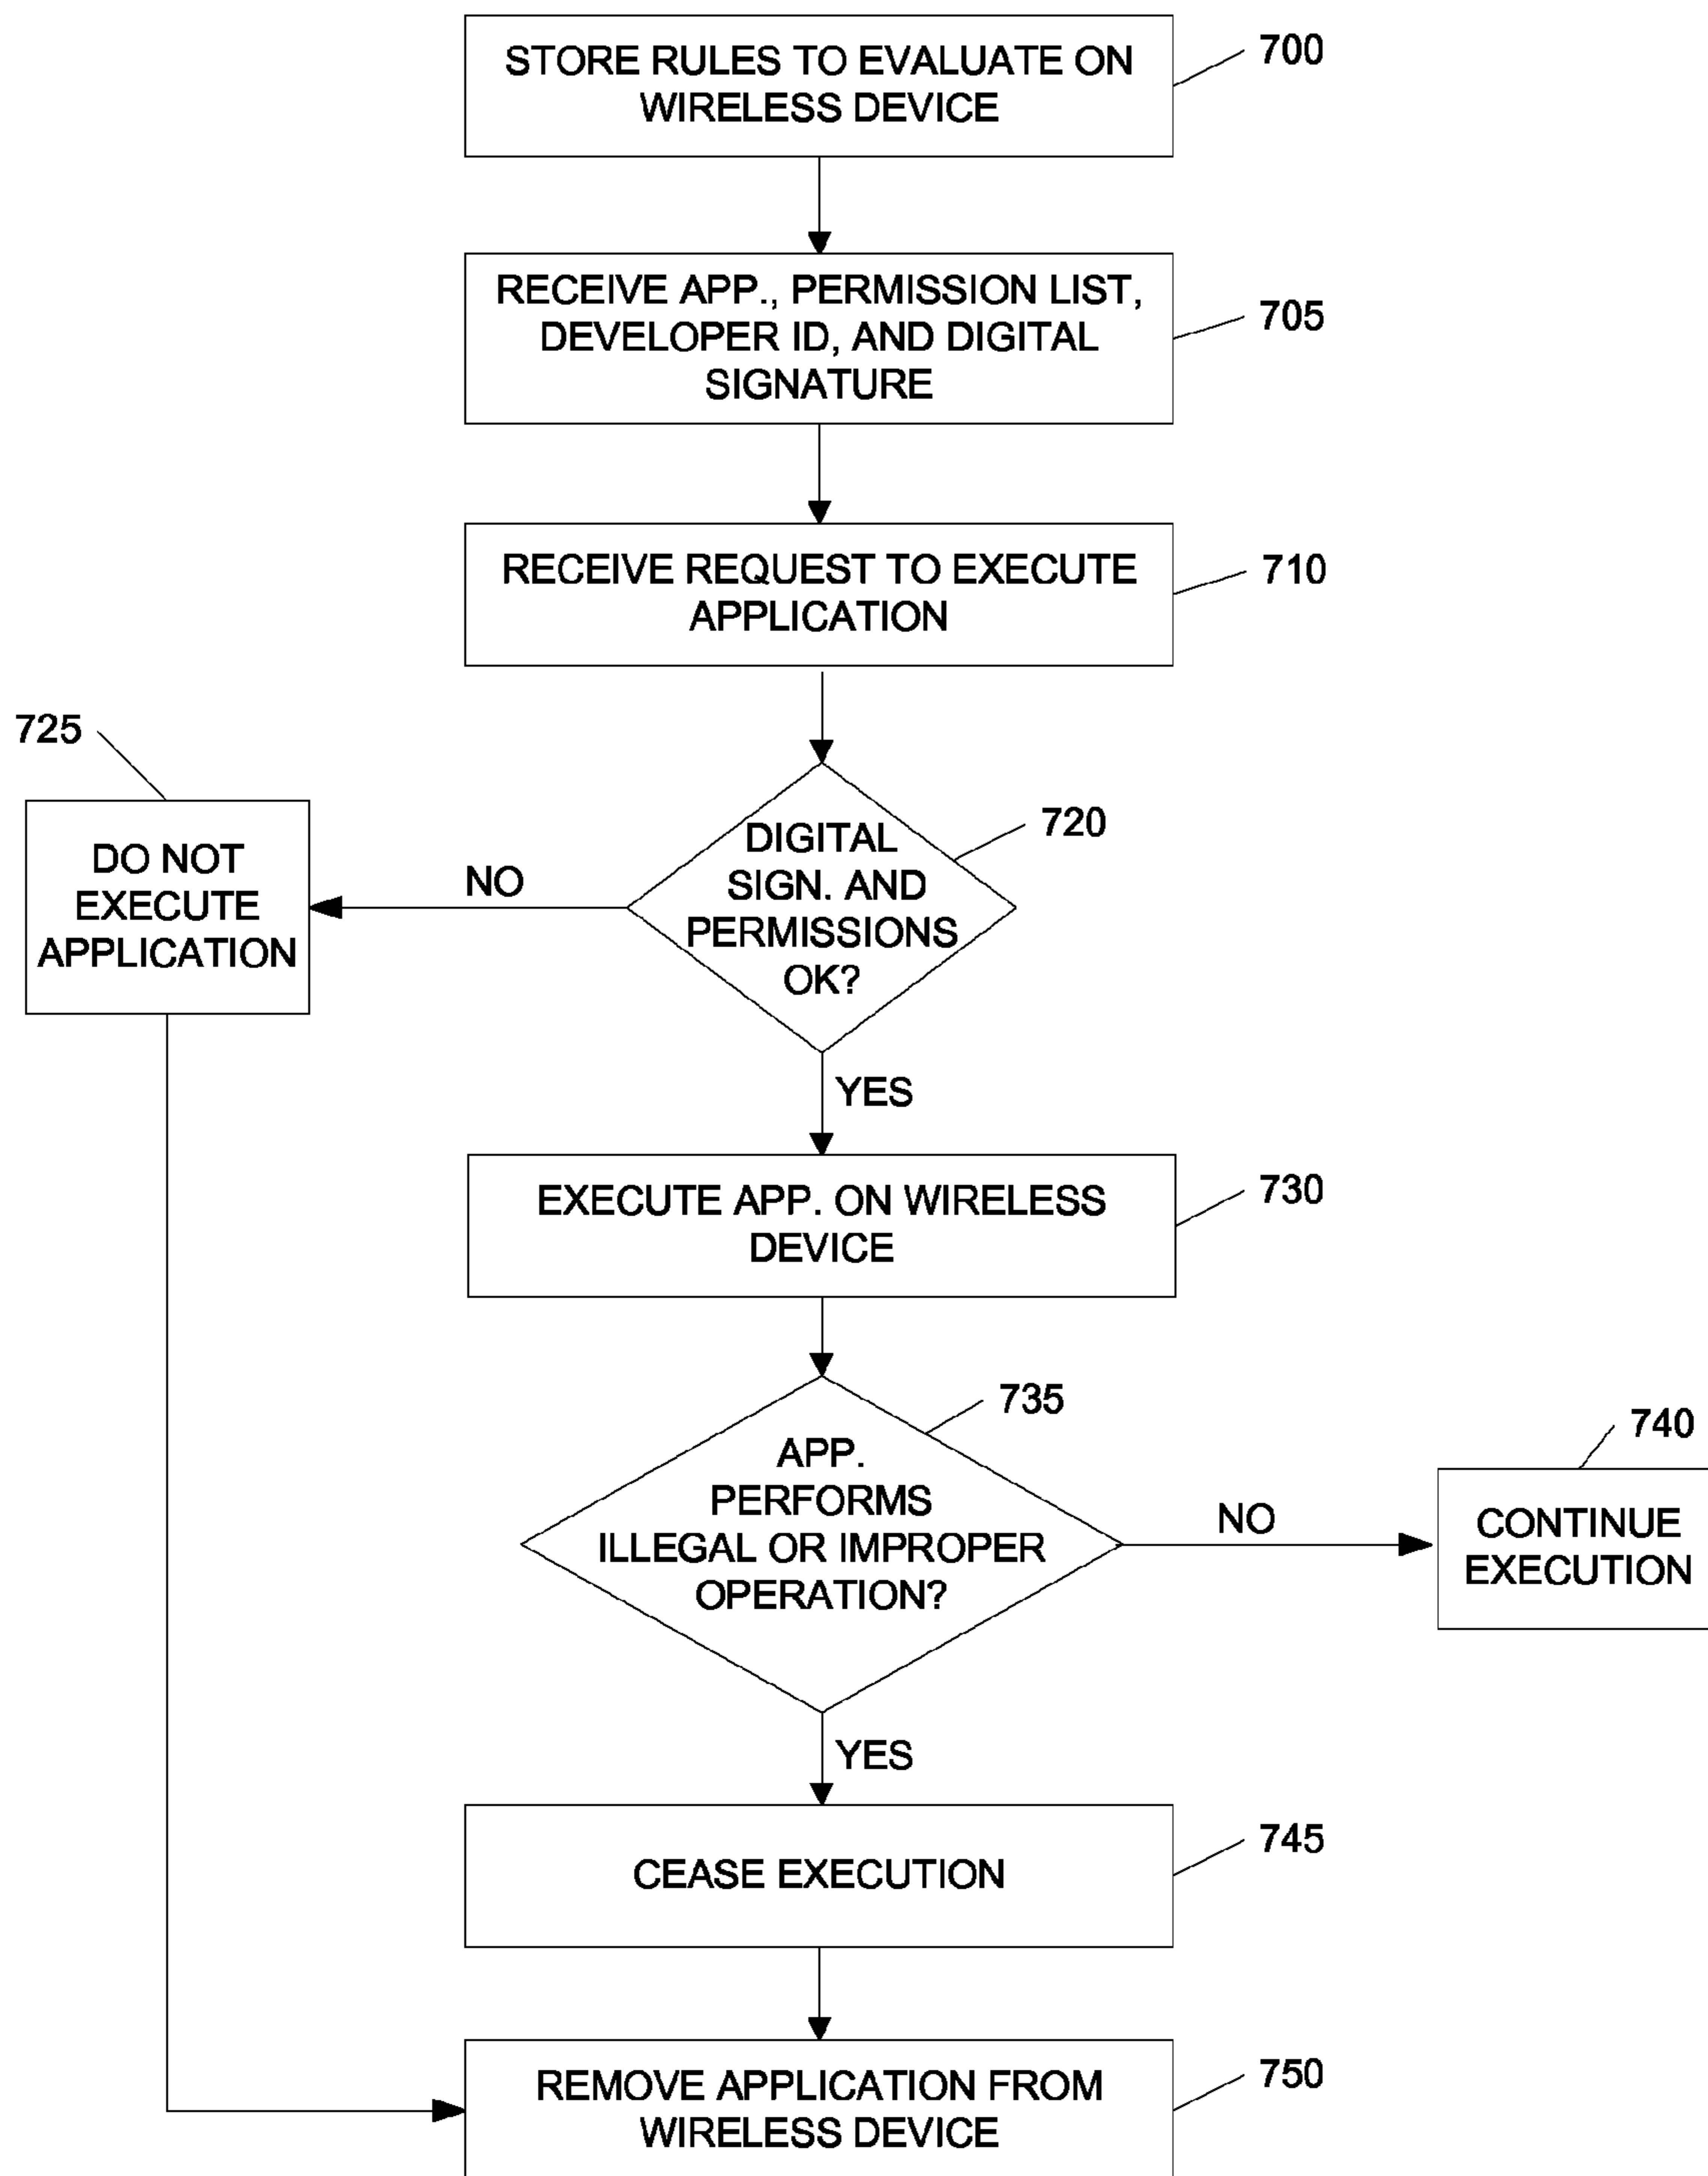 STORE RULES TO EVALUATE ON
WIRELESS DEVICE
700
RECEIVE APP., PERMISSION LIST,
DEVELOPER ID, AND DIGITAL
SIGNATURE
705
RECEIVE REQUEST TO EXECUTE
APPLICATION
710
725
DO NOT
EXECUTE
APPLICATION
NO
DIGITAL
SIGN. AND
PERMISSIONS
OK?
720
YES
EXECUTE APP. ON WIRELESS
DEVICE
730
APP.
PERFORMS
ILLEGAL OR IMPROPER
OPERATION?
735
NO
740
CONTINUE
EXECUTION
YES
CEASE EXECUTION
745
REMOVE APPLICATION FROM
WIRELESS DEVICE
750